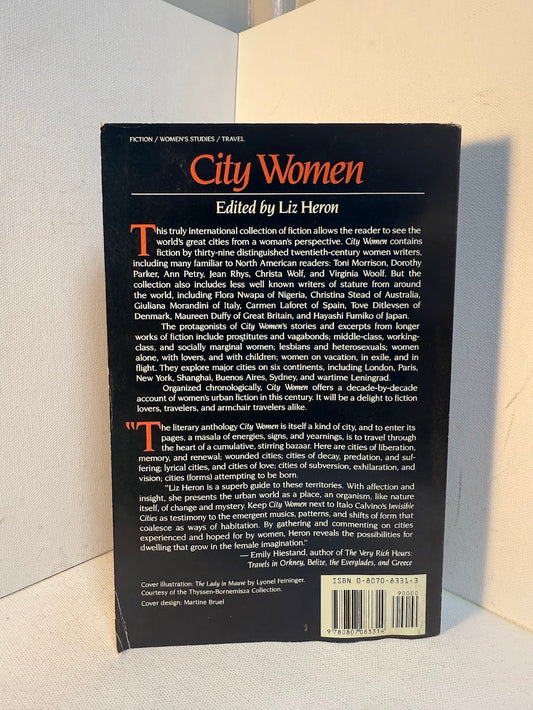 FICTION / WOMEN'S STUDIES / TRAVEL
City Women
Edited by Liz Heron
This truly international collection of fiction allows the reader to see the
world's great cities from a woman's perspective. City Women contains
fiction by thirty-nine distinguished twentieth-century women writers,
including many familiar to North American readers: Toni Morrison, Dorothy
Parker, Ann Petry, Jean Rhys, Christa Wolf, and Virginia Woolf. But the
collection also includes less well known writers of stature from around
the world, including Flora Nwapa of Nigeria, Christina Stead of Australia,
Giuliana Morandini of Italy, Carmen Laforet of Spain, Tove Ditlevsen of
Denmark, Maureen Duffy of Great Britain, and Hayashi Fumiko of Japan.
The protagonists of City Women's stories and excerpts from longer
works of fiction include prostitutes and vagabonds; middle-class, working-
class, and socially marginal women; lesbians and heterosexuals; women
alone, with lovers, and with children; women on vacation, in exile, and in
flight. They explore major cities on six continents, including London, Paris,
New York, Shanghai, Buenos Aires, Sydney, and wartime Leningrad.
Organized chronologically, City Women offers a decade-by-decade
account of women's urban fiction in this century. It will be a delight to fiction
lovers, travelers, and armchair travelers alike.
"The literary anthology City Women is itself a kind of city, and to enter its
pages, a masala of energies, signs, and yearnings, is to travel through
the heart of a cumulative, stirring bazaar. Here are cities of liberation,
memory, and renewal; wounded cities; cities of decay, predation, and suf-
fering; lyrical cities, and cities of love; cities of subversion, exhilaration, and
vision; cities (forms) attempting to be born.
"Liz Heron is a superb guide to these territories. With affection and
insight, she presents the urban world as a place, an organism, like nature
itself, of change and mystery. Keep City Women next to Italo Calvino's Invisible
Cities as testimony to the emergent musics, patterns, and shifts of form that
coalesce as ways of habitation. By gathering and commenting on cities
experienced and hoped for by women, Heron reveals the possibilities for
dwelling that grow in the female imagination."
— Emily Hiestand, author of The Very Rich Hours:
Travels in Orkney, Belize, the Everglades, and Greece
Cover illustration: The Lady in Mauve by Lyonel Feininger.
Courtesy of the Thyssen-Bornemisza Collection.
Cover design: Martine Bruel
ISBN 0-8070-8331-3
90000
9 780807 083314